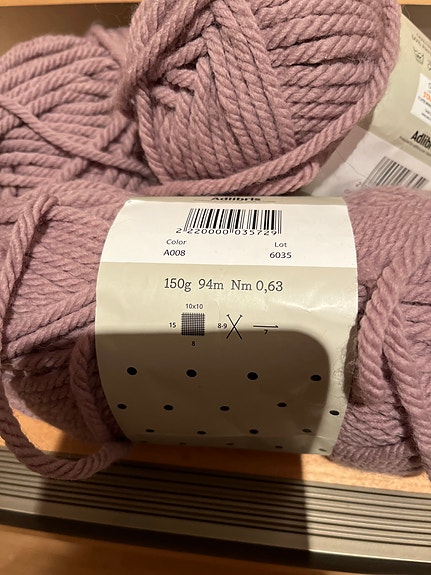 Adlibris
2 220000 035729
Color Lot
A008 6035
150g 94m Nm 0,63
10x10
15 8-9 7
8
Adlib